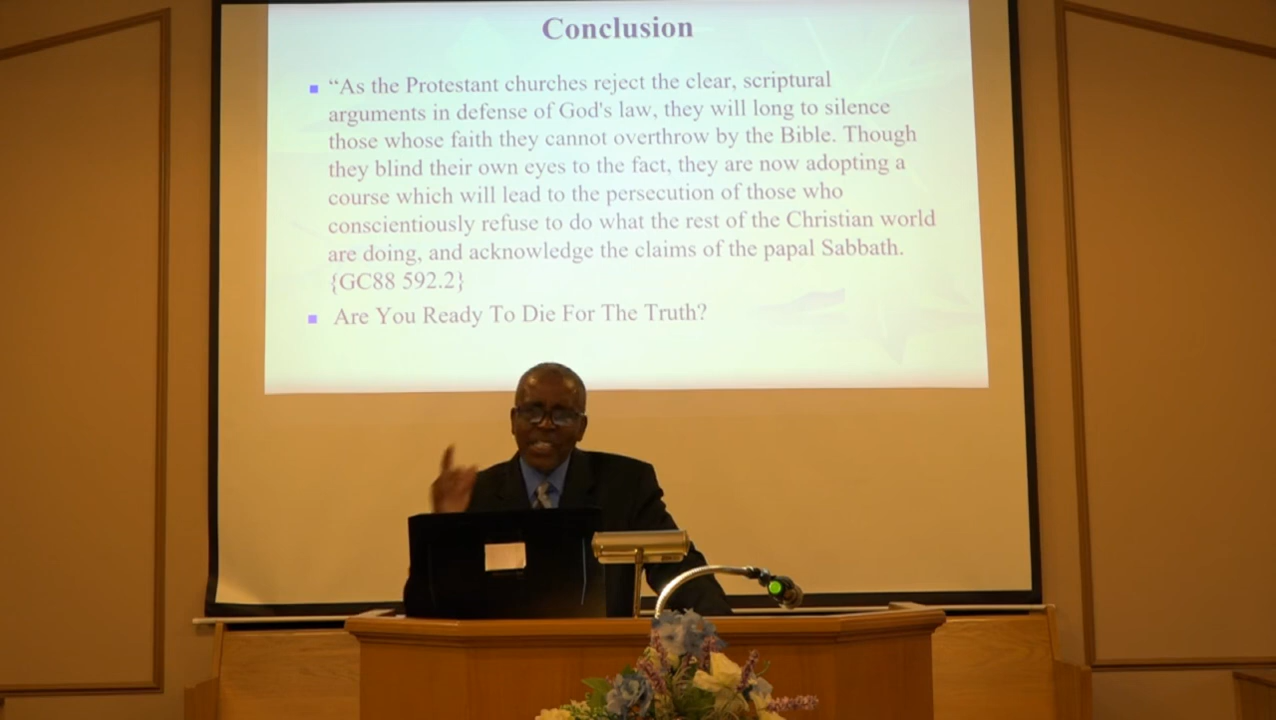 Conclusion
“As the Protestant churches reject the clear, scriptural
arguments in defense of God's law, they will long to silence
those whose faith they cannot overthrow by the Bible. Though
they blind their own eyes to the fact, they are now adopting a
course which will lead to the persecution of those who
conscientiously refuse to do what the rest of the Christian world
are doing, and acknowledge the claims of the papal Sabbath.
{GC88 592.2}
Are You Ready To Die For The Truth?